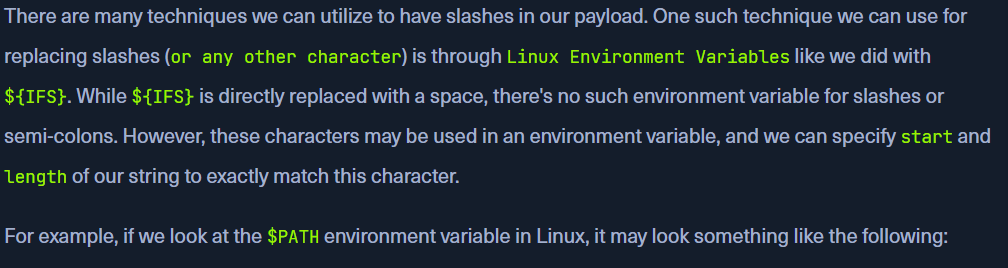 There are many techniques we can utilize to have slashes in our payload. One such technique we can use for
replacing slashes (or any other character) is through Linux Environment Variables like we did with
${IFS}. While ${IFS} is directly replaced with a space, there's no such environment variable for slashes or
semi-colons. However, these characters may be used in an environment variable, and we can specify start and
length of our string to exactly match this character.
For example, if we look at the $PATH environment variable in Linux, it may look something like the following: